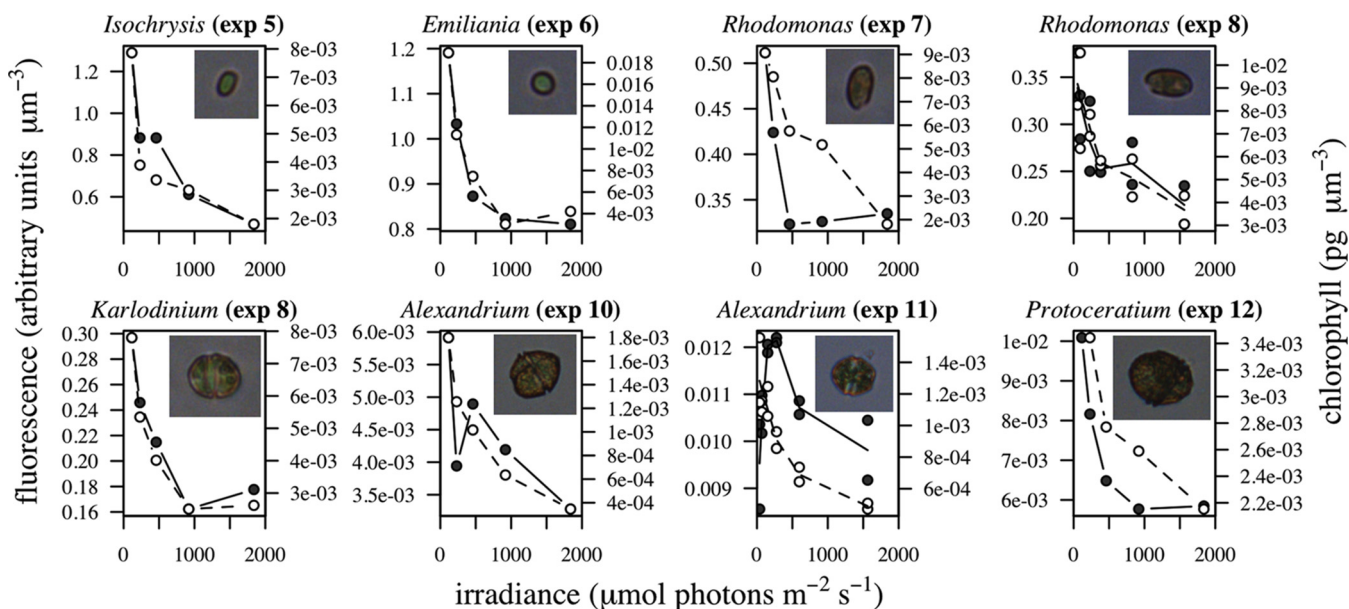 Isochrysis (exp 5)
Emiliania (exp 6)
Rhodomonas (exp 7)
Rhodomonas (exp 8)
fluorescence (arbitrary units μm⁻³)
1.2
1.0
0.8
0.6
8e-03
7e-03
6e-03
5e-03
4e-03
3e-03
2e-03
0 1000 2000
1.2
1.1
1.0
0.9
0.8
0.018
0.016
0.014
0.012
1e-02
8e-03
6e-03
4e-03
0 1000 2000
0.50
0.45
0.40
0.35
9e-03
8e-03
7e-03
6e-03
5e-03
4e-03
3e-03
2e-03
0 1000 2000
0.35
0.30
0.25
0.20
1e-02
9e-03
8e-03
7e-03
6e-03
5e-03
4e-03
3e-03
0 1000 2000
chlorophyll (pg μm⁻³)
Karlodinium (exp 8)
Alexandrium (exp 10)
Alexandrium (exp 11)
Protoceratium (exp 12)
0.30
0.28
0.26
0.24
0.22
0.20
0.18
0.16
8e-03
7e-03
6e-03
5e-03
4e-03
3e-03
0 1000 2000
6.0e-03
5.0e-03
4.5e-03
4.0e-03
3.5e-03
1.8e-03
1.6e-03
1.4e-03
1.2e-03
1e-03
8e-04
6e-04
4e-04
0 1000 2000
0.012
0.011
0.010
0.009
1.4e-03
1.2e-03
1e-03
8e-04
6e-04
0 1000 2000
1e-02
9e-03
8e-03
7e-03
6e-03
3.4e-03
3.2e-03
3e-03
2.8e-03
2.6e-03
2.4e-03
2.2e-03
0 1000 2000
irradiance (μmol photons m⁻² s⁻¹)